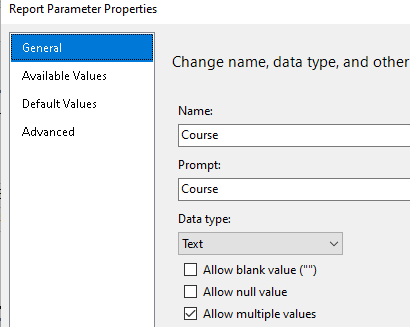 Report Parameter Properties
General
Available Values
Default Values
Advanced
Change name, data type, and other
Name:
Course
Prompt:
Course
Data type:
Text
Allow blank value ("")
Allow null value
Allow multiple values